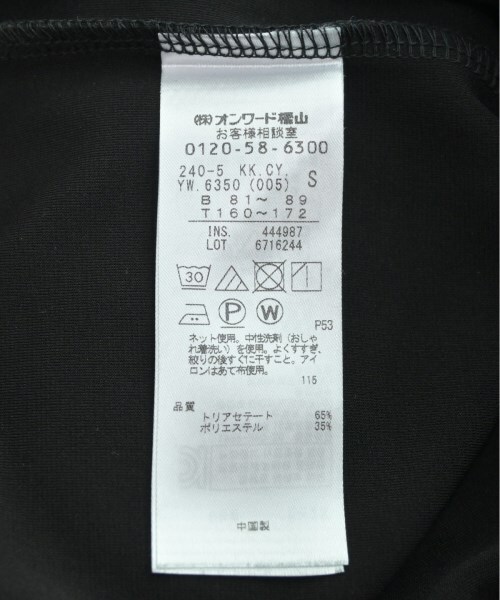 ㈱オンワード樫山
お客様相談室
0120-58-6300
240-5 KK.CY.
YW.6350 (005) S
B 81～ 89
T160～172
INS. 444987
LOT 6716244
30
P W
P53
ネット使用。中性洗剤（おしゃ
れ着洗い）を使用。よくすすぎ、
絞りの後すぐに干すこと。アイ
ロンはあて布使用。
115
品質
トリアセテート 65%
ポリエステル 35%
中国製